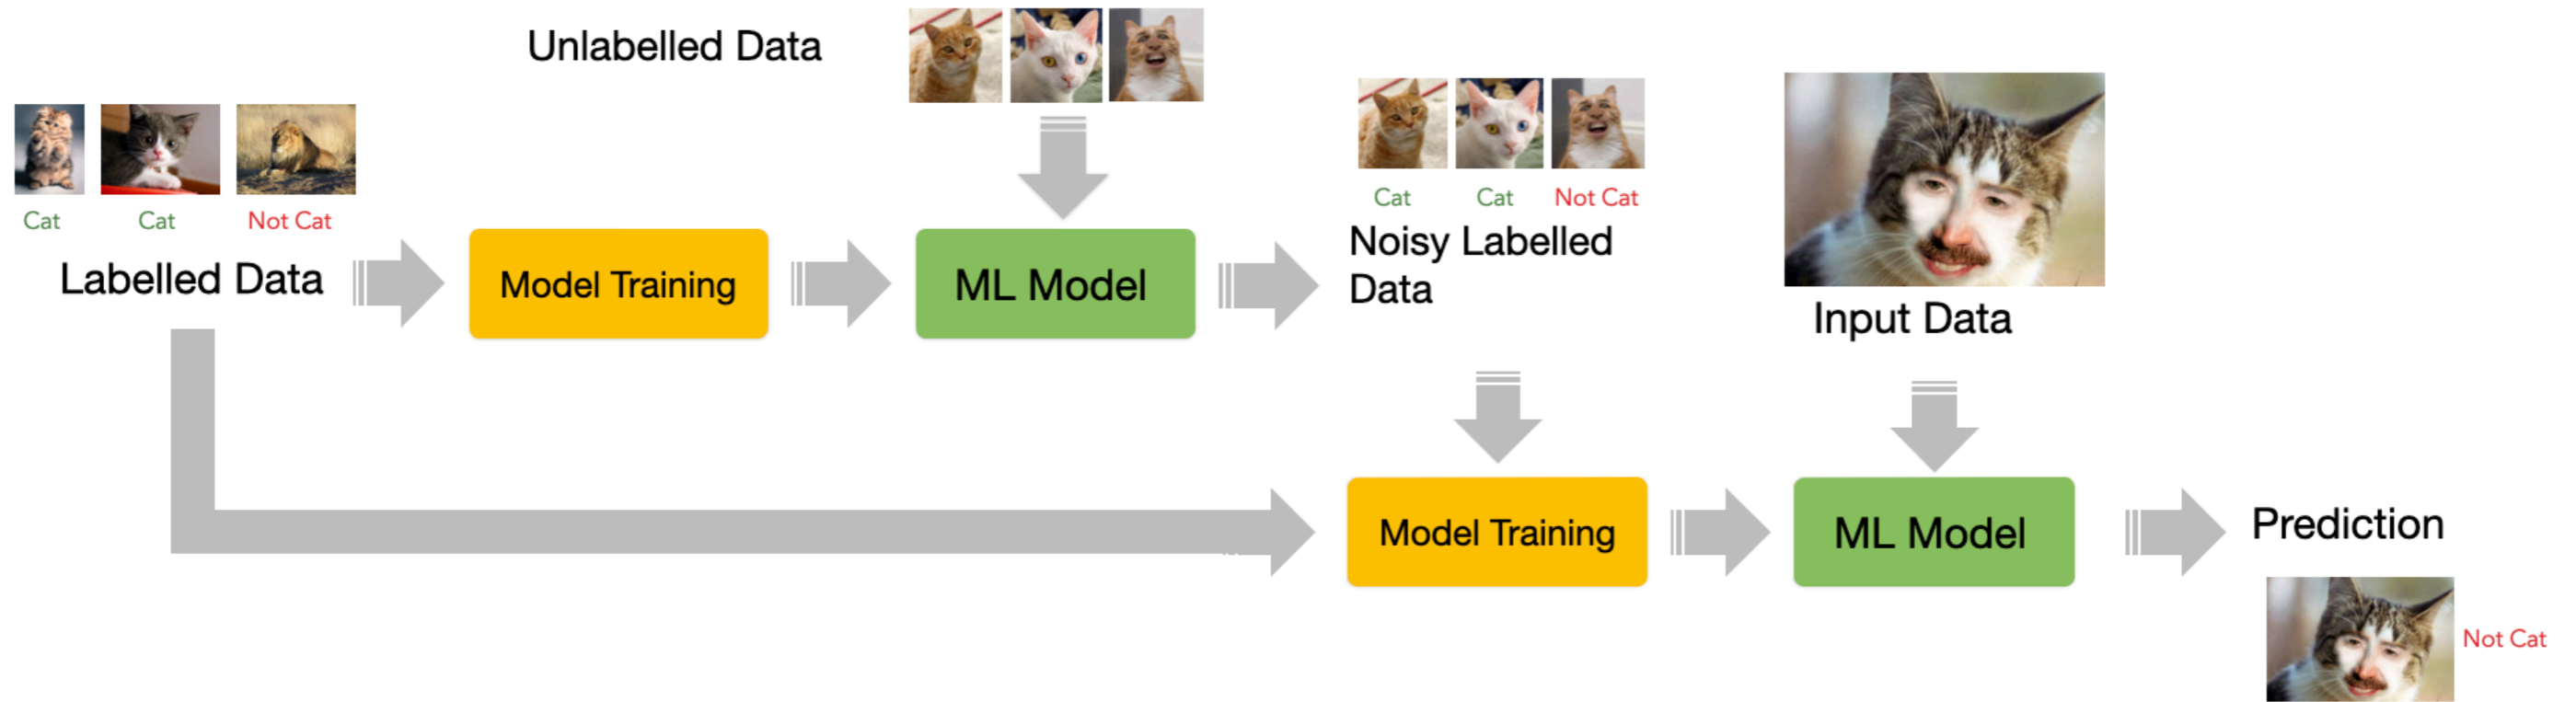 Unlabelled Data
Cat
Cat
Not Cat
Labelled Data
Model Training
ML Model
Cat
Cat
Not Cat
Noisy Labelled
Data
Input Data
Model Training
ML Model
Prediction
Not Cat